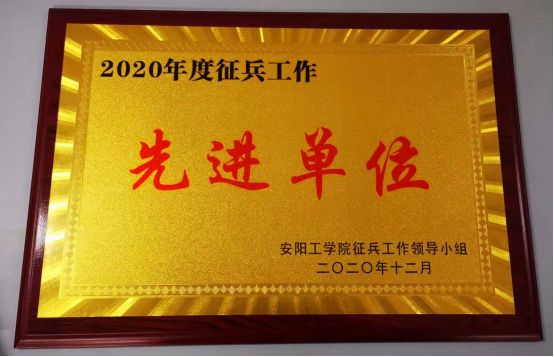 2020年度征兵工作
先进单位
安阳工学院征兵工作领导小组
二〇二〇年十二月